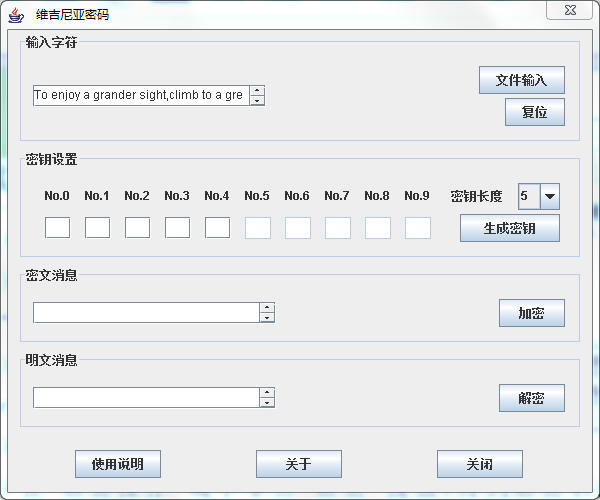 维吉尼亚密码
输入字符
To enjoy a grander sight,climb to a gre
文件输入
复位
密钥设置
No.0 No.1 No.2 No.3 No.4 No.5 No.6 No.7 No.8 No.9 密钥长度 5
生成密钥
密文消息
加密
明文消息
解密
使用说明 关于 关闭